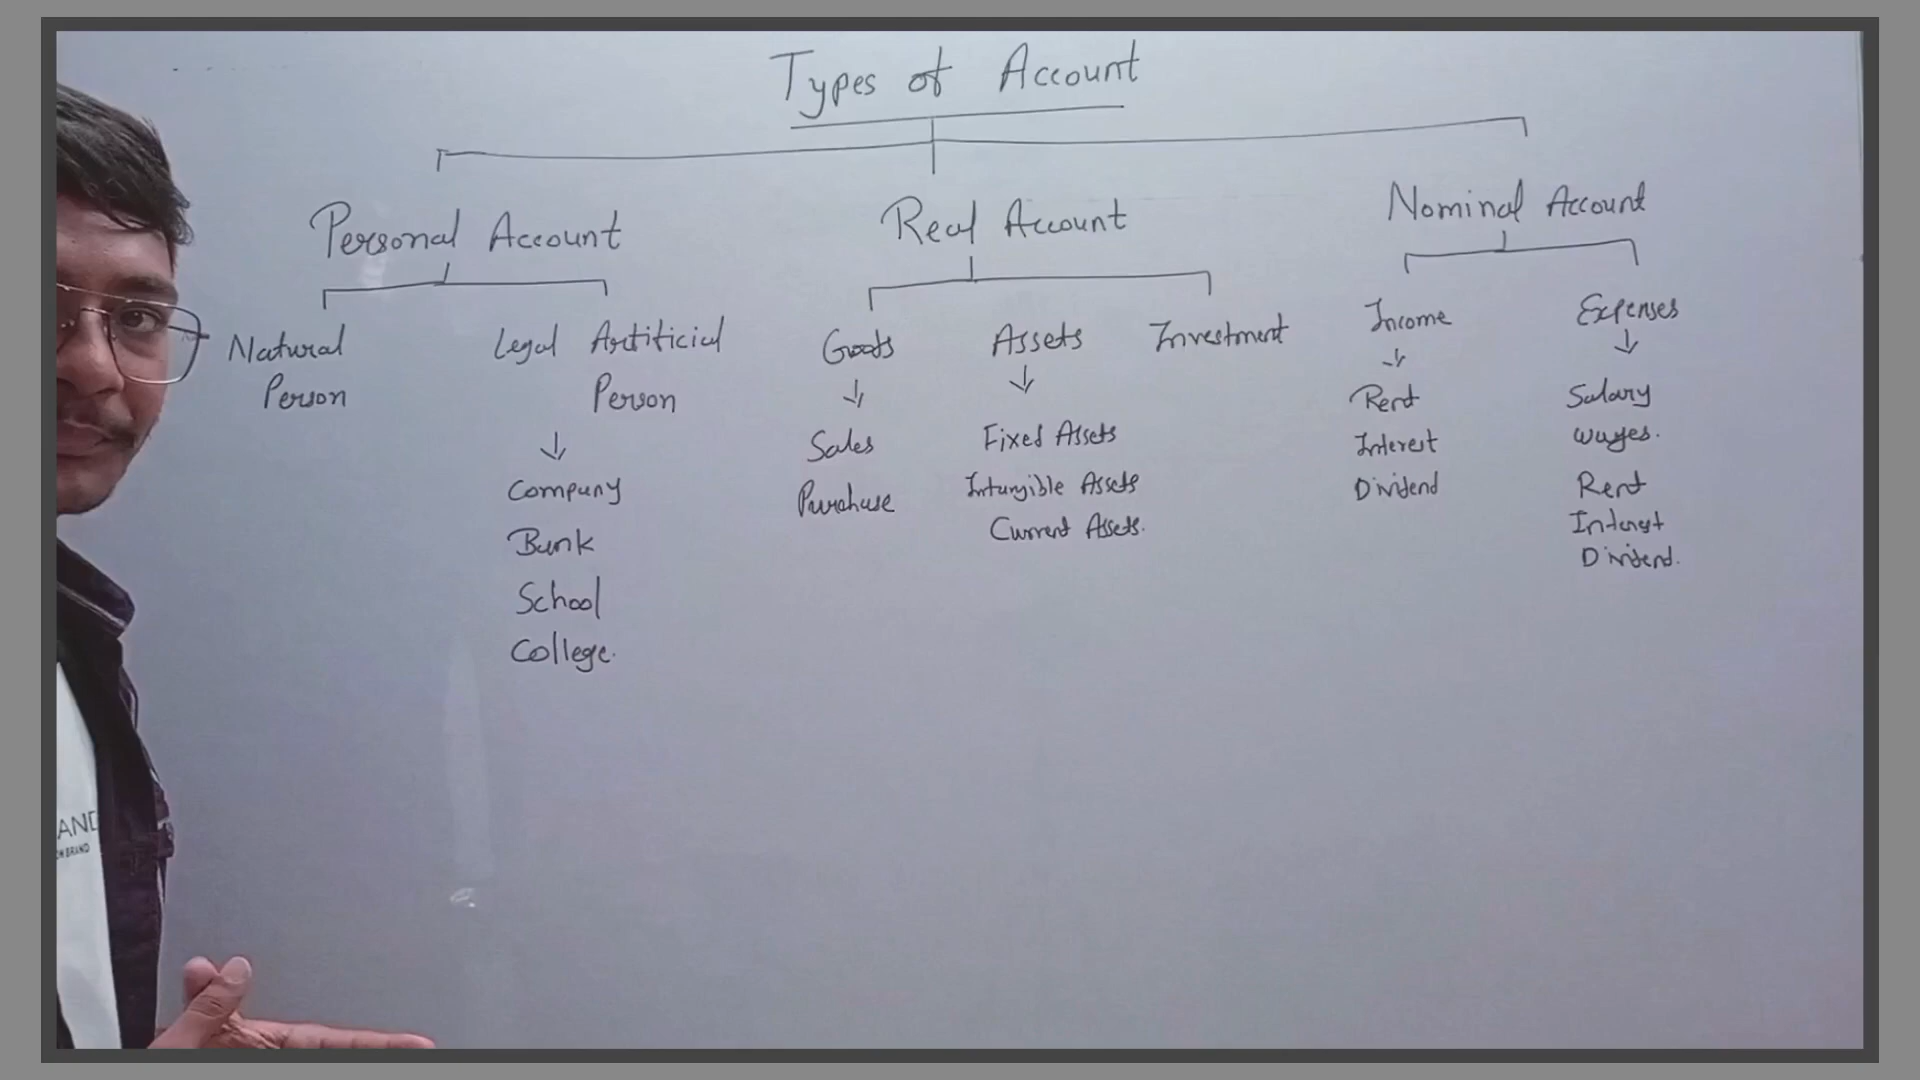 Types of Account
Personal Account
Real Account
Nominal Account
Natural
Person
Legal Artificial
Person
Company
Bank
School
College.
Goods
Sales
Purchase
Assets
Fixed Assets
Intangible Assets
Current Assets.
Investment
Income
Rent
Interest
Dividend
Expenses
Salary
Wages.
Rent
Interest
Dividend.
AND
BRAND